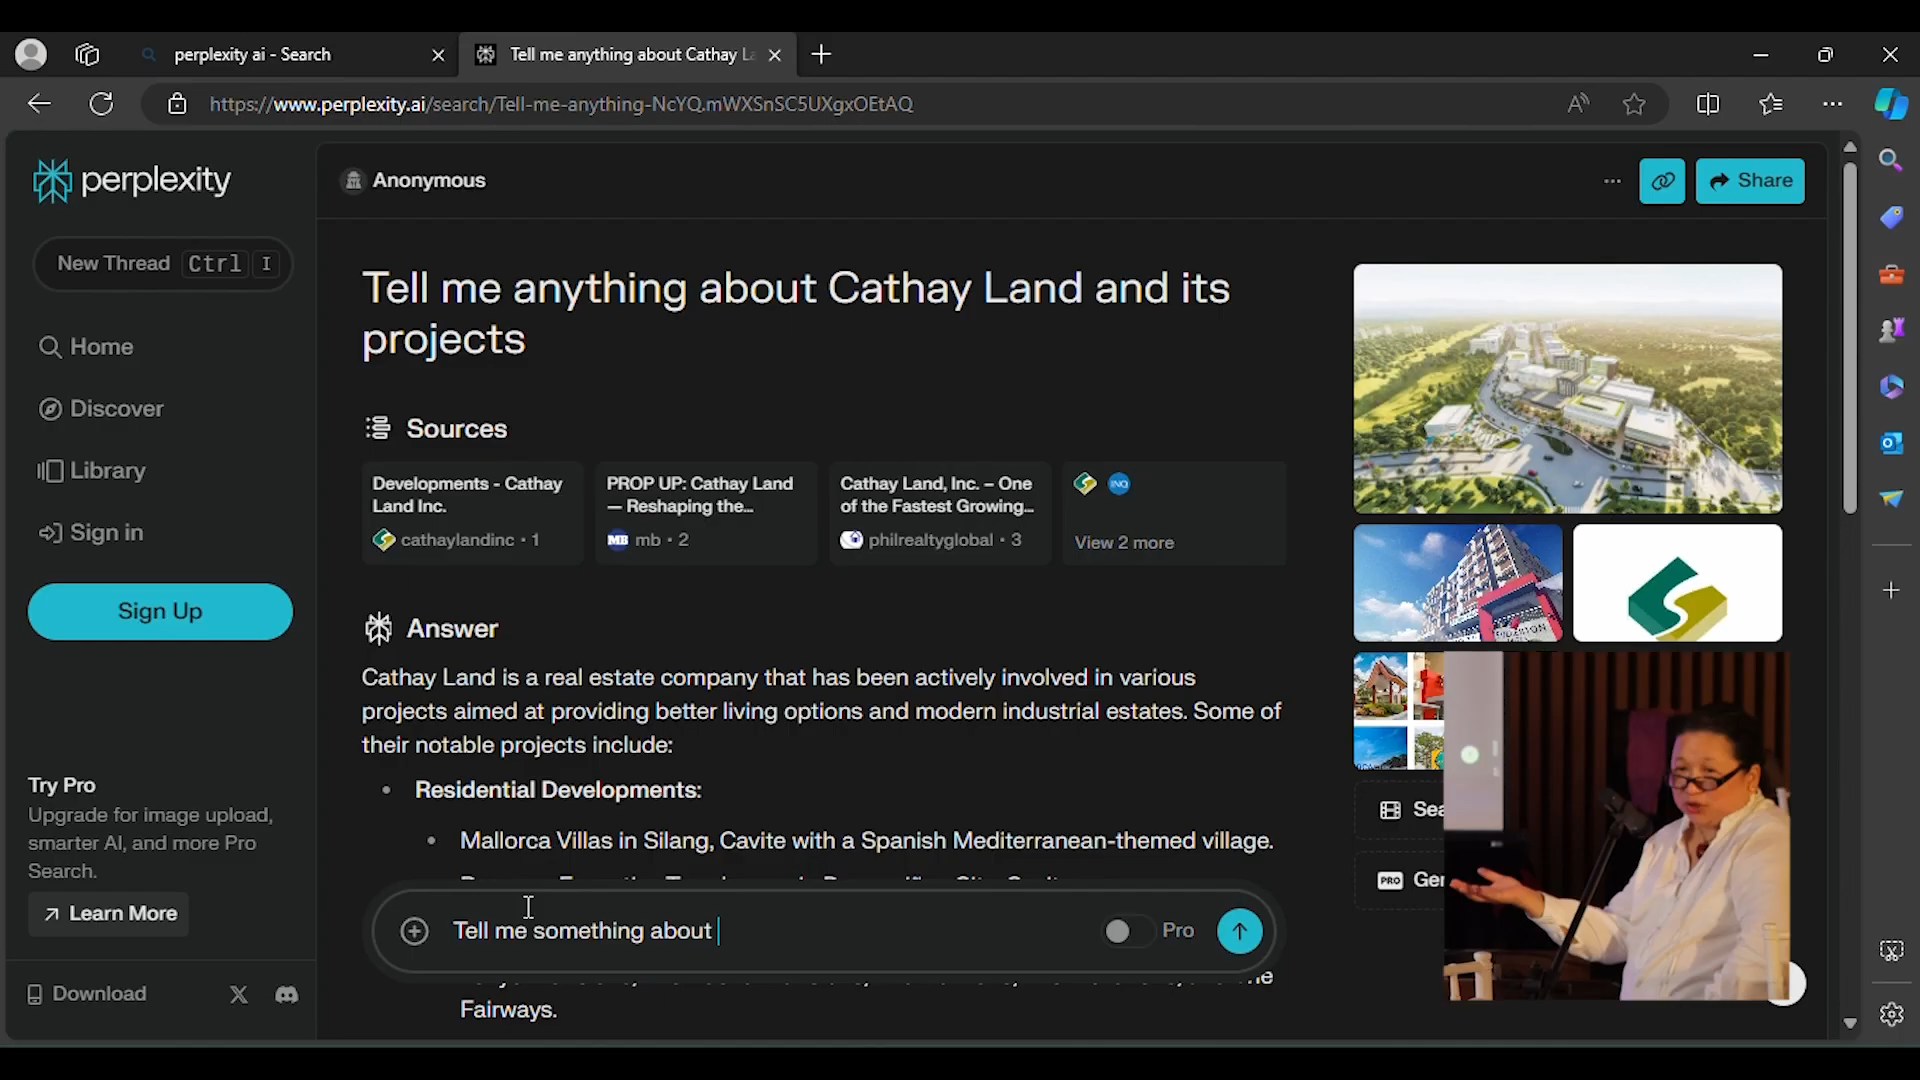 perplexity ai - Search
Tell me anything about Cathay La
https://www.perplexity.ai/search/Tell-me-anything-NcYQ.mWXSnSC5UXgxOEtAQ
perplexity
Anonymous
Share
New Thread Ctrl I
Home
Discover
Library
Sign in
Sign Up
Try Pro
Upgrade for image upload,
smarter AI, and more Pro
Search.
Learn More
Download
Tell me anything about Cathay Land and its
projects
Sources
Developments - Cathay
Land Inc.
cathaylandinc · 1
PROP UP: Cathay Land
— Reshaping the...
MB mb · 2
Cathay Land, Inc. – One
of the Fastest Growing...
philrealtyglobal · 3
INQ
View 2 more
Answer
Cathay Land is a real estate company that has been actively involved in various
projects aimed at providing better living options and modern industrial estates. Some of
their notable projects include:
Residential Developments:
Mallorca Villas in Silang, Cavite with a Spanish Mediterranean-themed village.
Tell me something about
Pro
Fairways.
Sea
PRO Ger